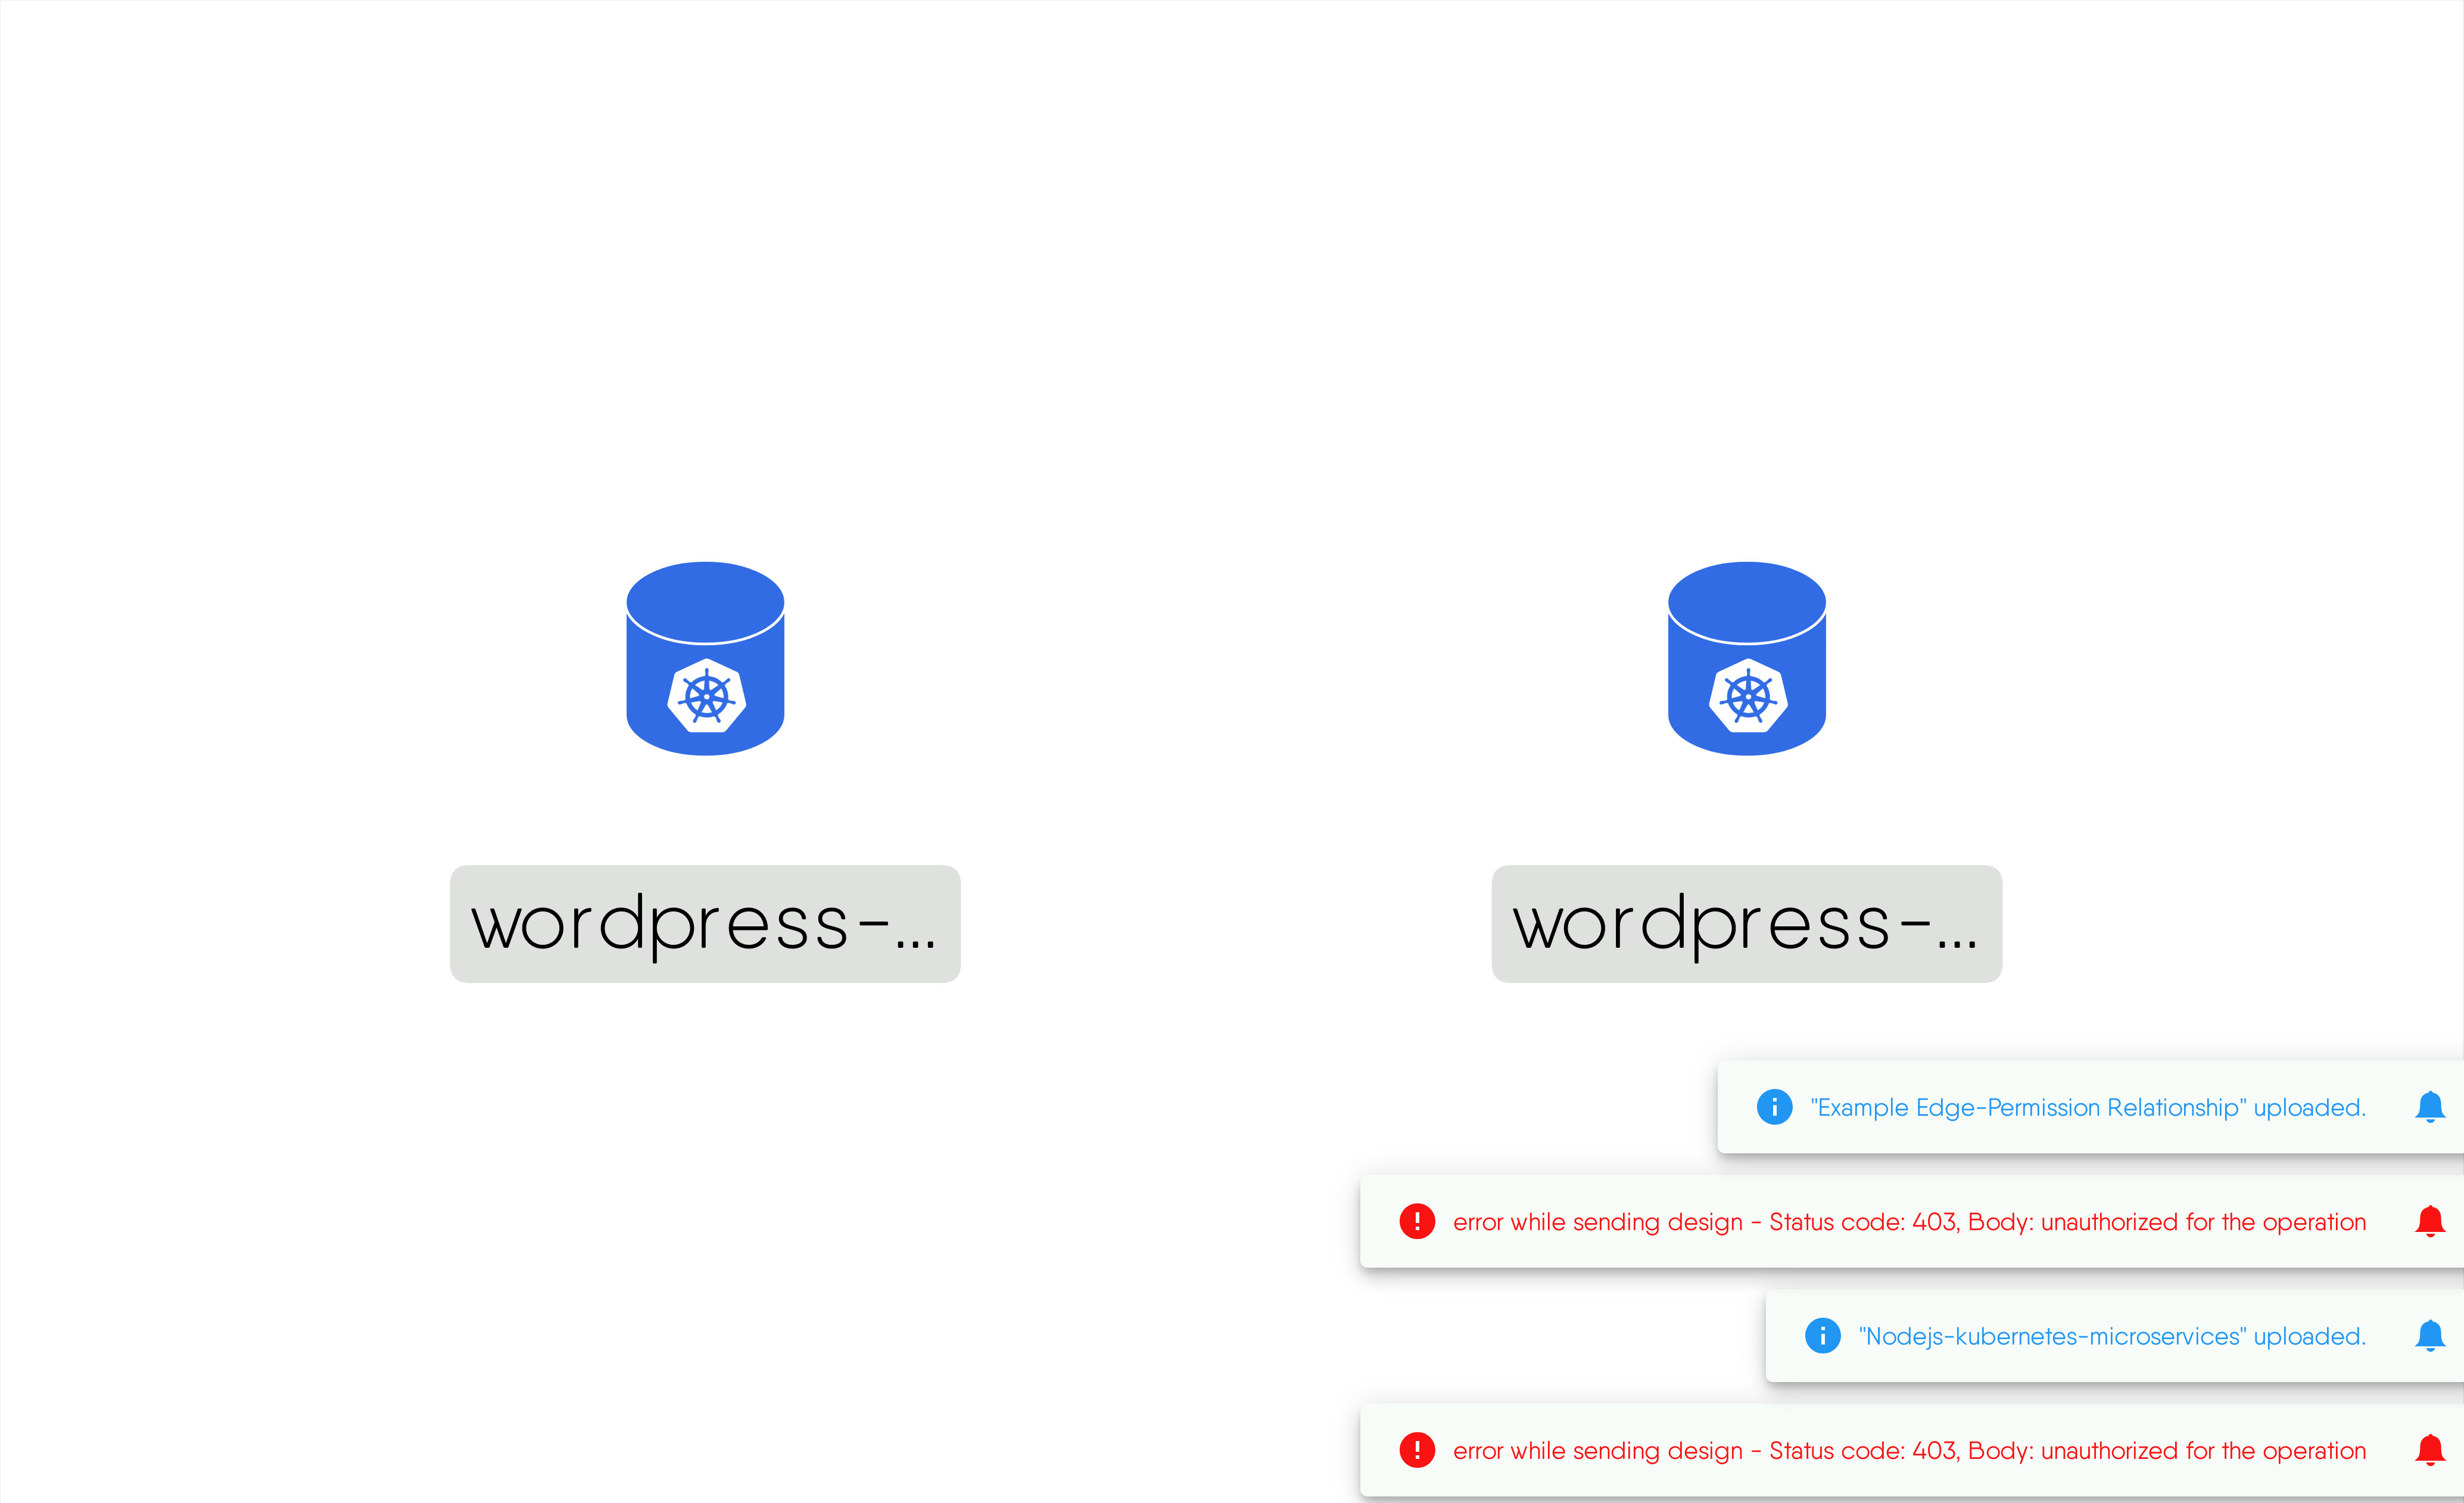 wordpress-...
wordpress-...
"Example Edge-Permission Relationship" uploaded.
error while sending design - Status code: 403, Body: unauthorized for the operation
"Nodejs-kubernetes-microservices" uploaded.
error while sending design - Status code: 403, Body: unauthorized for the operation